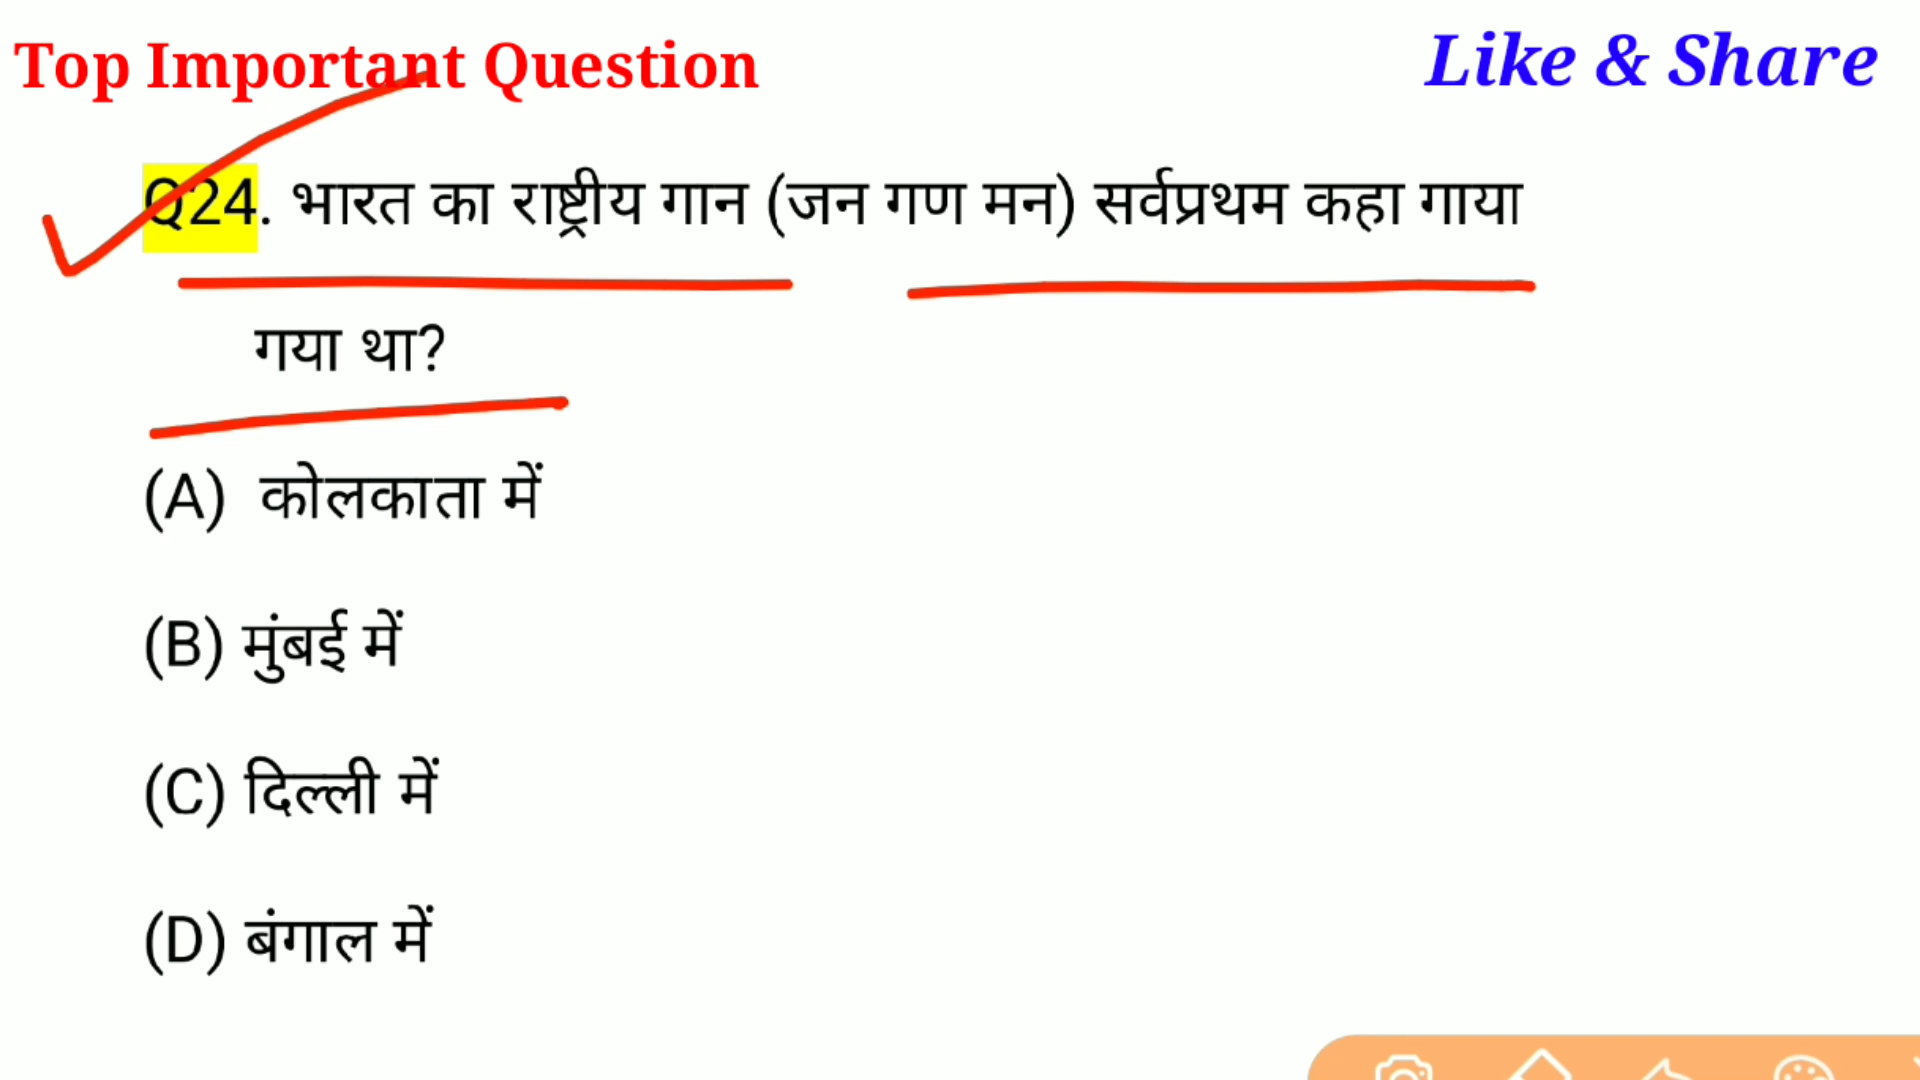 Top Important Question
Like & Share
Q24. भारत का राष्ट्रीय गान (जन गण मन) सर्वप्रथम कहा गाया
गया था?
(A) कोलकाता में
(B) मुंबई में
(C) दिल्ली में
(D) बंगाल में